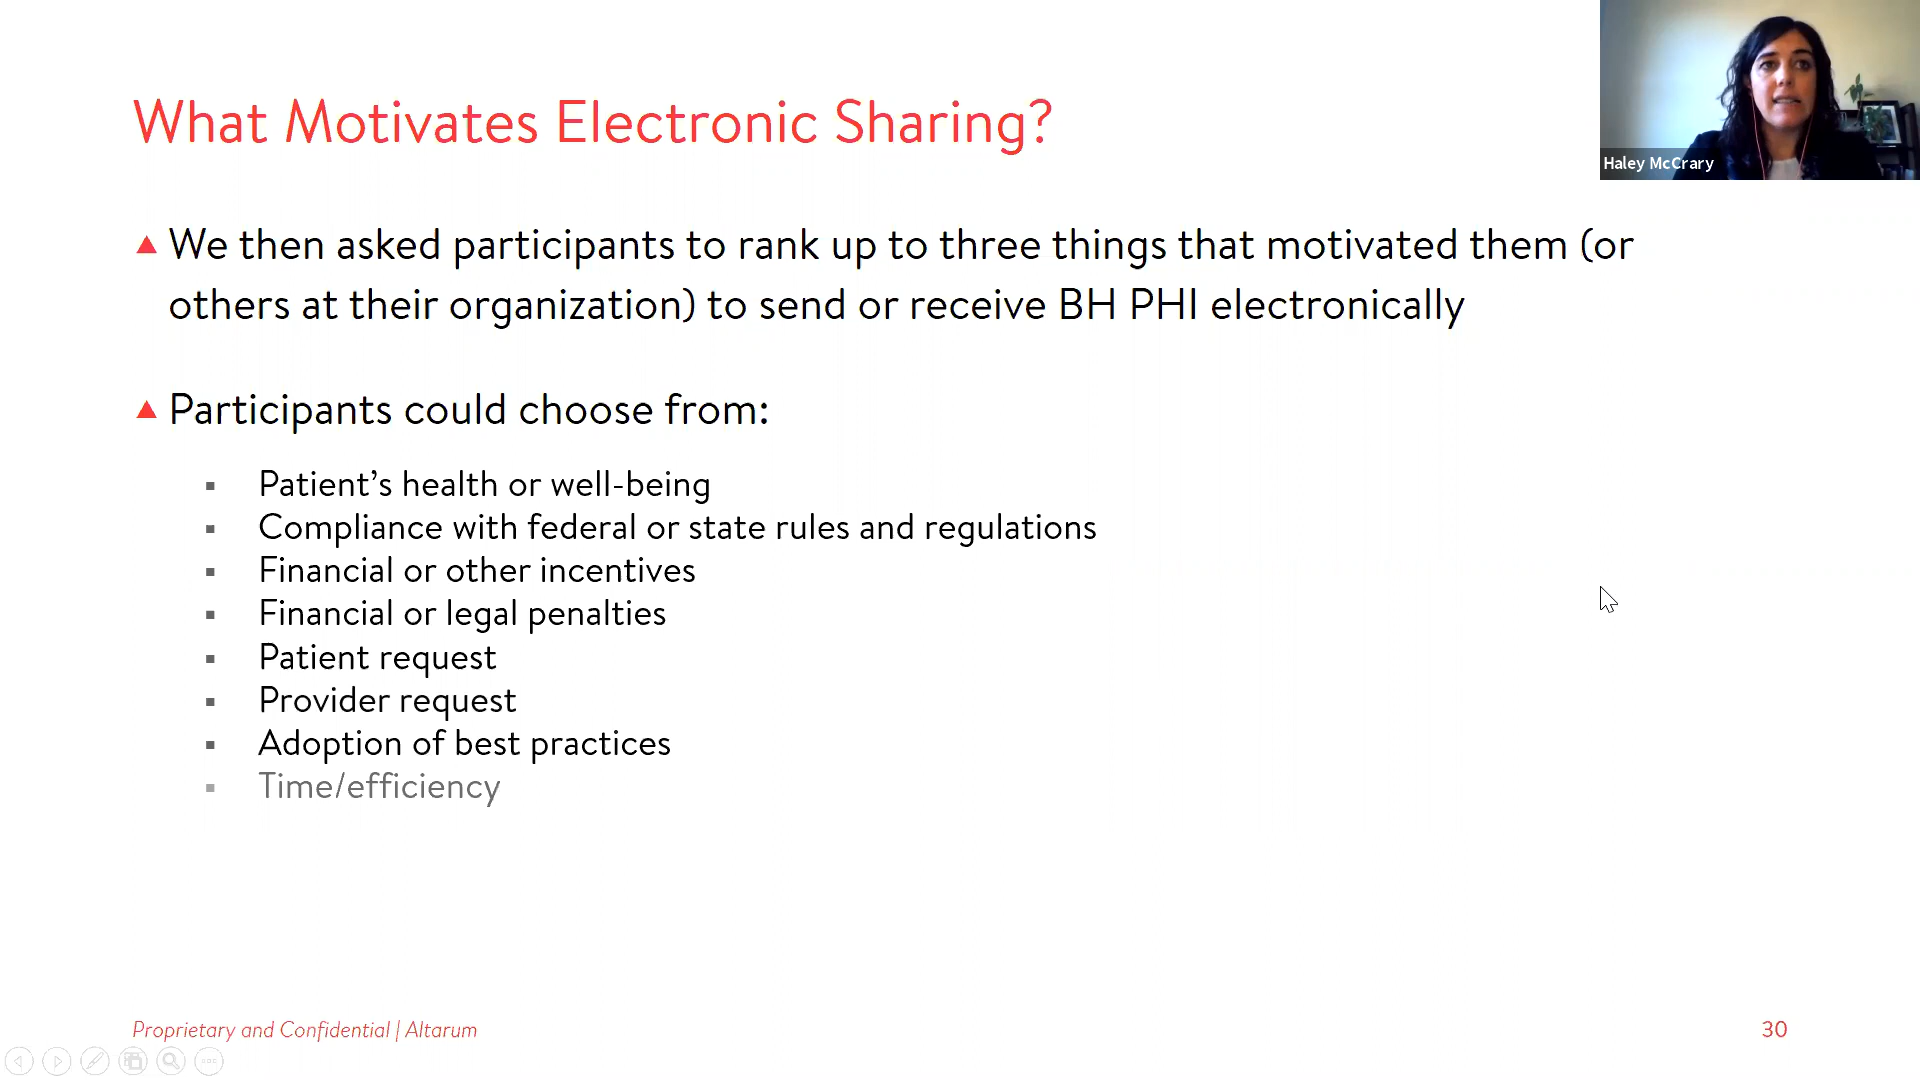 What Motivates Electronic Sharing?
Haley McCrary
We then asked participants to rank up to three things that motivated them (or
others at their organization) to send or receive BH PHI electronically
Participants could choose from:
Patient’s health or well-being
Compliance with federal or state rules and regulations
Financial or other incentives
Financial or legal penalties
Patient request
Provider request
Adoption of best practices
Time/efficiency
Proprietary and Confidential | Altarum
30